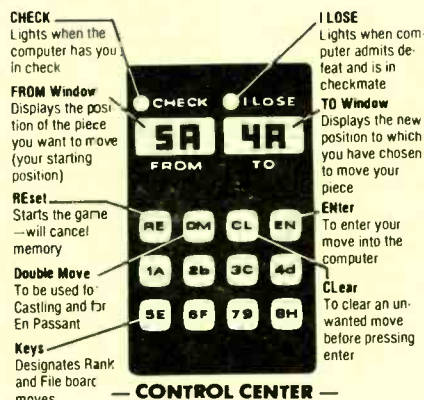 CHECK
Lights when the
computer has you
in check
FROM Window
Displays the posi
tion of the piece
you want to move
(your starting
position)
REset
Starts the game
—will cancel
memory
Double Move
To be used for
Castling and for
En Passant
Keys
Designates Rank
and File board
moves
CHECK I LOSE
5A 4A
FROM TO
RE DM CL EN
1A 2b 3C 4d
5E 6F 79 8H
I LOSE
Lights when com-
puter admits de-
feat and is in
checkmate
TO Window
Displays the new
position to which
you have chosen
to move your
piece
ENter
To enter your
move into the
computer
CLear
To clear an un-
wanted move
before pressing
enter
— CONTROL CENTER —